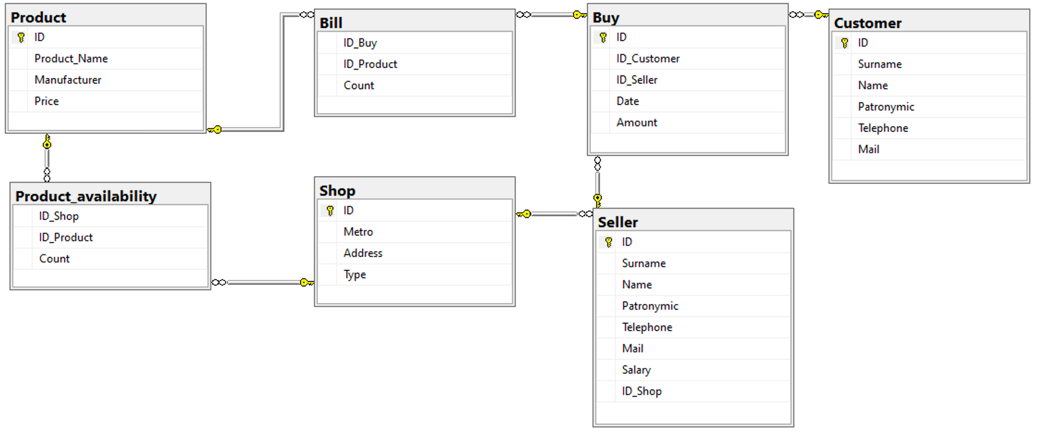 Product
ID
Product_Name
Manufacturer
Price
Bill
ID_Buy
ID_Product
Count
Buy
ID
ID_Customer
ID_Seller
Date
Amount
Customer
ID
Surname
Name
Patronymic
Telephone
Mail
Product_availability
ID_Shop
ID_Product
Count
Shop
ID
Metro
Address
Type
Seller
ID
Surname
Name
Patronymic
Telephone
Mail
Salary
ID_Shop